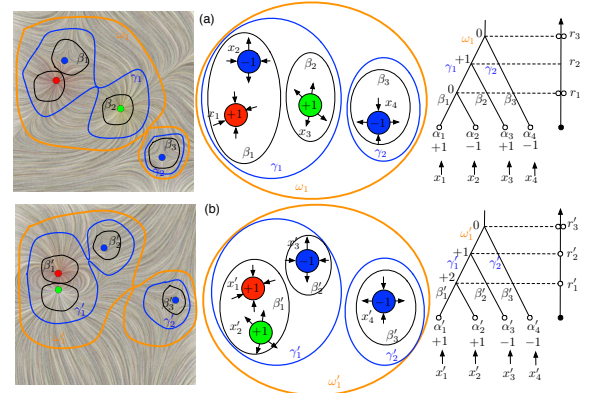 (a)
β₁
γ₁
β₂
β₃
γ₂
ω₁
x₂
-1
x₁
+1
β₁
β₂
+1
x₃
β₃
x₄
-1
γ₁
γ₂
ω₁
0
ω₁
r₃
γ₁ +1 γ₂
r₂
0
r₁
β₁ β₂ β₃
α₁ α₂ α₃ α₄
+1 -1 +1 -1
x₁ x₂ x₃ x₄
(b)
β′₁
β′₂
γ′₁
γ′₂
x′₃
-1
β′₂
x′₁
+1
β′₁
x′₂
+1
-1
x′₄
β′₃
γ′₁
γ′₂
ω′₁
0
ω′₁
r′₃
+1
r′₂
γ′₁ γ′₂
+2
r′₁
β′₁ β′₂ β′₃
α′₁ α′₂ α′₃ α′₄
+1 +1 -1 -1
x′₁ x′₂ x′₃ x′₄